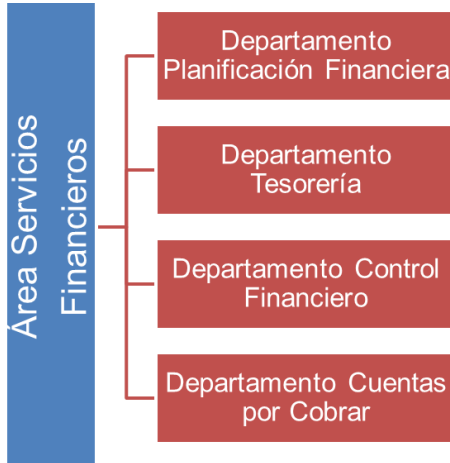 Área Servicios
Financieros
Departamento
Planificación Financiera
Departamento
Tesorería
Departamento Control
Financiero
Departamento Cuentas
por Cobrar